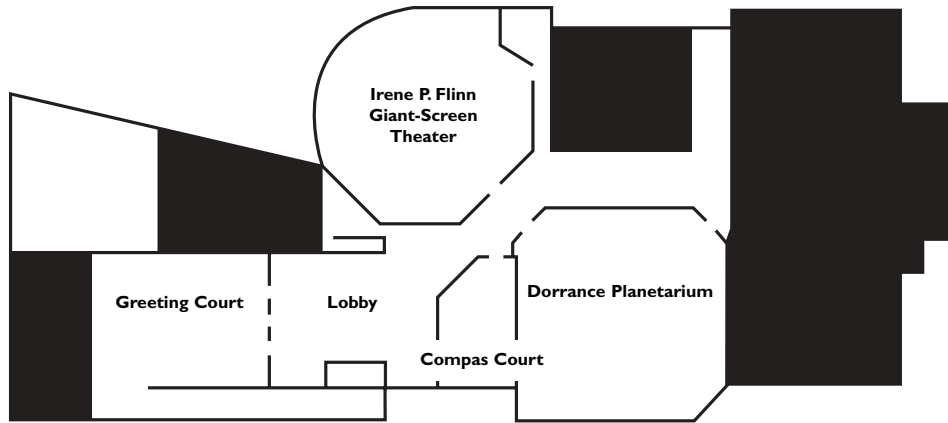 Irene P. Flinn
Giant-Screen
Theater
Greeting Court
Lobby
Dorrance Planetarium
Compas Court